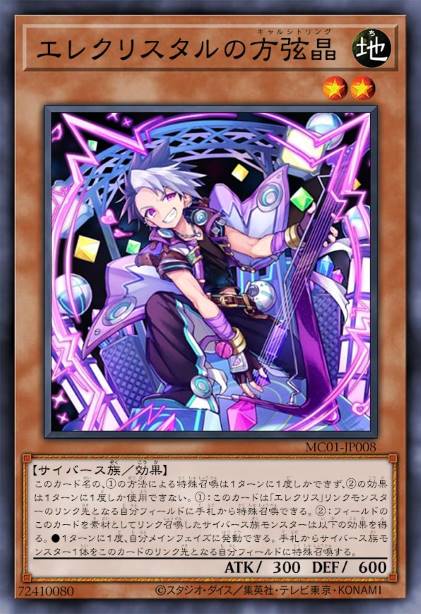 キャルシトリング
エレクリスタルの方弦晶
ち
地
MC01-JP008
【サイバース族/効果】
このカード名の、①の方法による特殊召喚は1ターンに1度しかできず、②の効果
は1ターンに1度しか使用できない。①:このカードは「エレクリス」リンクモンスタ
ーのリンク先となる自分フィールドに手札から特殊召喚できる。②:フィールドの
このカードを素材としてリンク召喚したサイバース族モンスターは以下の効果を得
る。●1ターンに1度、自分メインフェイズに発動できる。手札からサイバース族モ
ンスター1体をこのカードのリンク先となる自分フィールドに特殊召喚する。
ATK/ 300 DEF/ 600
72410080
©スタジオ・ダイス/集英社・テレビ東京・KONAMI